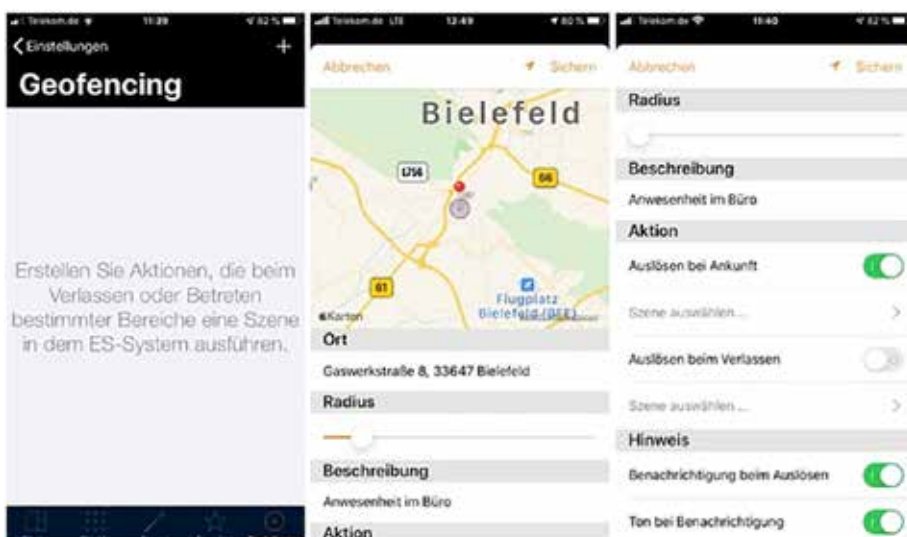 Telekom.de
11:39
82 %
Einstellungen
+
Geofencing
Erstellen Sie Aktionen, die beim
Verlassen oder Betreten
bestimmter Bereiche eine Szene
in dem ES-System ausführen.
Telekom.de LTE
12:49
80 %
Abbrechen
Sichern
Bielefeld
L756
66
61
Flugplatz
Bielefeld (BFE)
Karten
Ort
Gaswerkstraße 8, 33647 Bielefeld
Radius
Beschreibung
Anwesenheit im Büro
Aktion
Telekom.de
11:40
82 %
Abbrechen
Sichern
Radius
Beschreibung
Anwesenheit im Büro
Aktion
Auslösen bei Ankunft
Szene auswählen...
Auslösen beim Verlassen
Szene auswählen ...
Hinweis
Benachrichtigung beim Auslösen
Ton bei Benachrichtigung